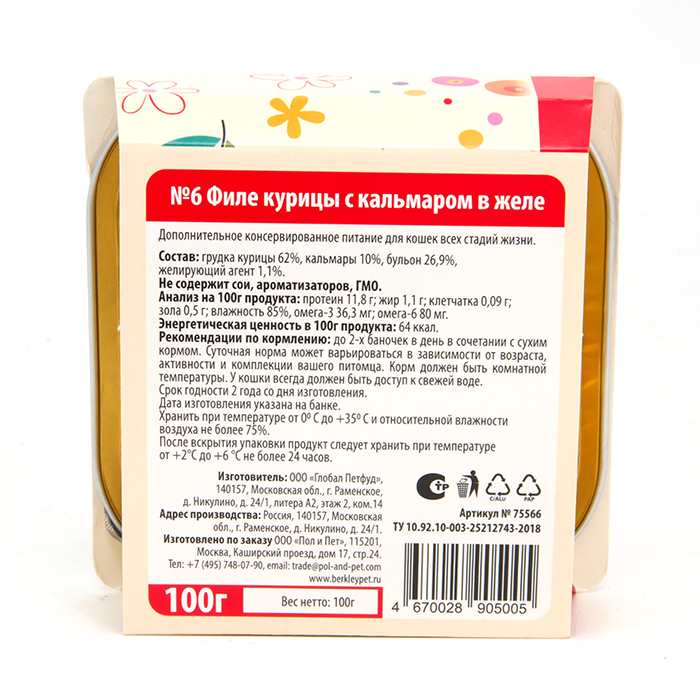 №6 Филе курицы с кальмаром в желе
Дополнительное консервированное питание для кошек всех стадий жизни.
Состав: грудка курицы 62%, кальмары 10%, бульон 26,9%,
желирующий агент 1,1%.
Не содержит сои, ароматизаторов, ГМО.
Анализ на 100г продукта: протеин 11,8 г; жир 1,1 г; клетчатка 0,09 г;
зола 0,5 г; влажность 85%, омега-3 36,3 мг; омега-6 80 мг.
Энергетическая ценность в 100г продукта: 64 ккал.
Рекомендации по кормлению: до 2-х баночек в день в сочетании с сухим
кормом. Суточная норма может варьироваться в зависимости от возраста,
активности и комплекции вашего питомца. Корм должен быть комнатной
температуры. У кошки всегда должен быть доступ к свежей воде.
Срок годности 2 года со дня изготовления.
Дата изготовления указана на банке.
Хранить при температуре от 0º С до +35º С и относительной влажности
воздуха не более 75%.
После вскрытия упаковки продукт следует хранить при температуре
от +2°С до +6 °С не более 24 часов.
Изготовитель: ООО «Глобал Петфуд»,
140157, Московская обл., г. Раменское,
д. Никулино, д. 24/1, литера А2, этаж 2, ком.14
Адрес производства: Россия, 140157, Московская
обл., г. Раменское, д. Никулино, д. 24/1.
Изготовлено по заказу ООО «Пол и Пет», 115201,
Москва, Каширский проезд, дом 17, стр.24.
Тел: +7 (495) 748-07-90, email: trade@pol-and-pet.com
www.berkleypet.ru
СТР
C/ALU
PAP
Артикул № 75566
ТУ 10.92.10-003-25212743-2018
100г
Вес нетто: 100г
4 670028 905005